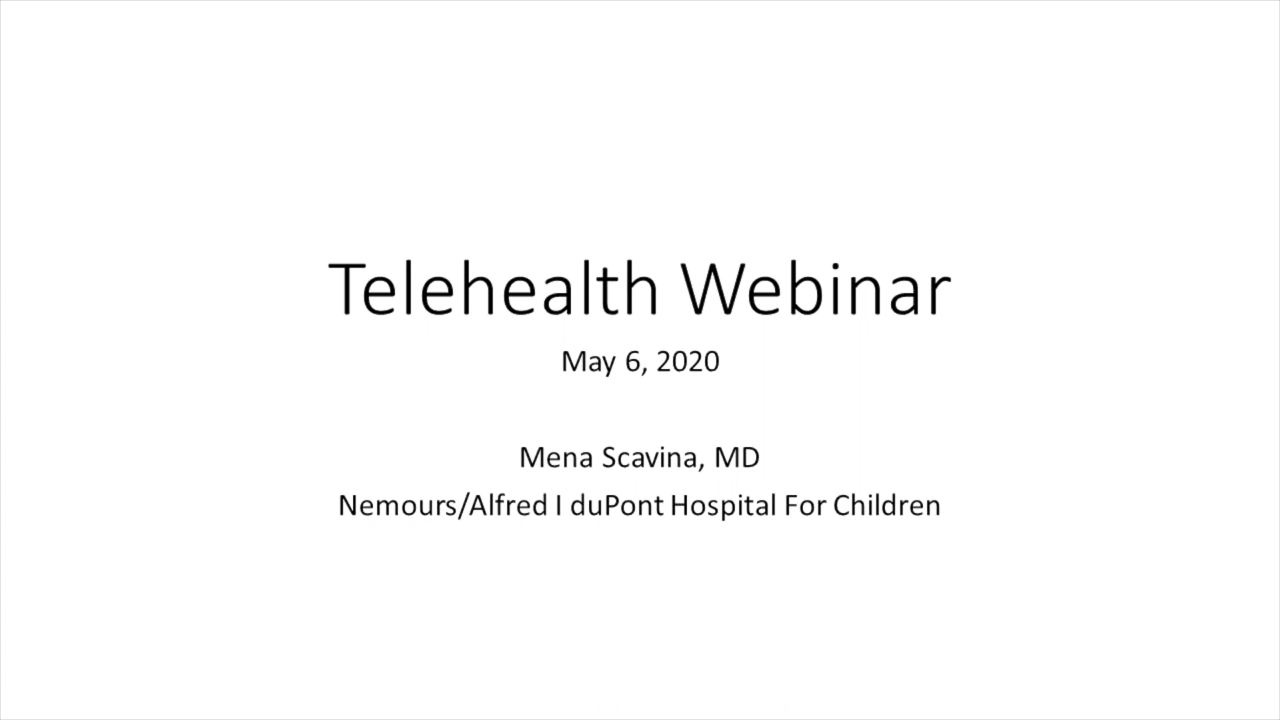 Telehealth Webinar
May 6, 2020
Mena Scavina, MD
Nemours/Alfred I duPont Hospital For Children